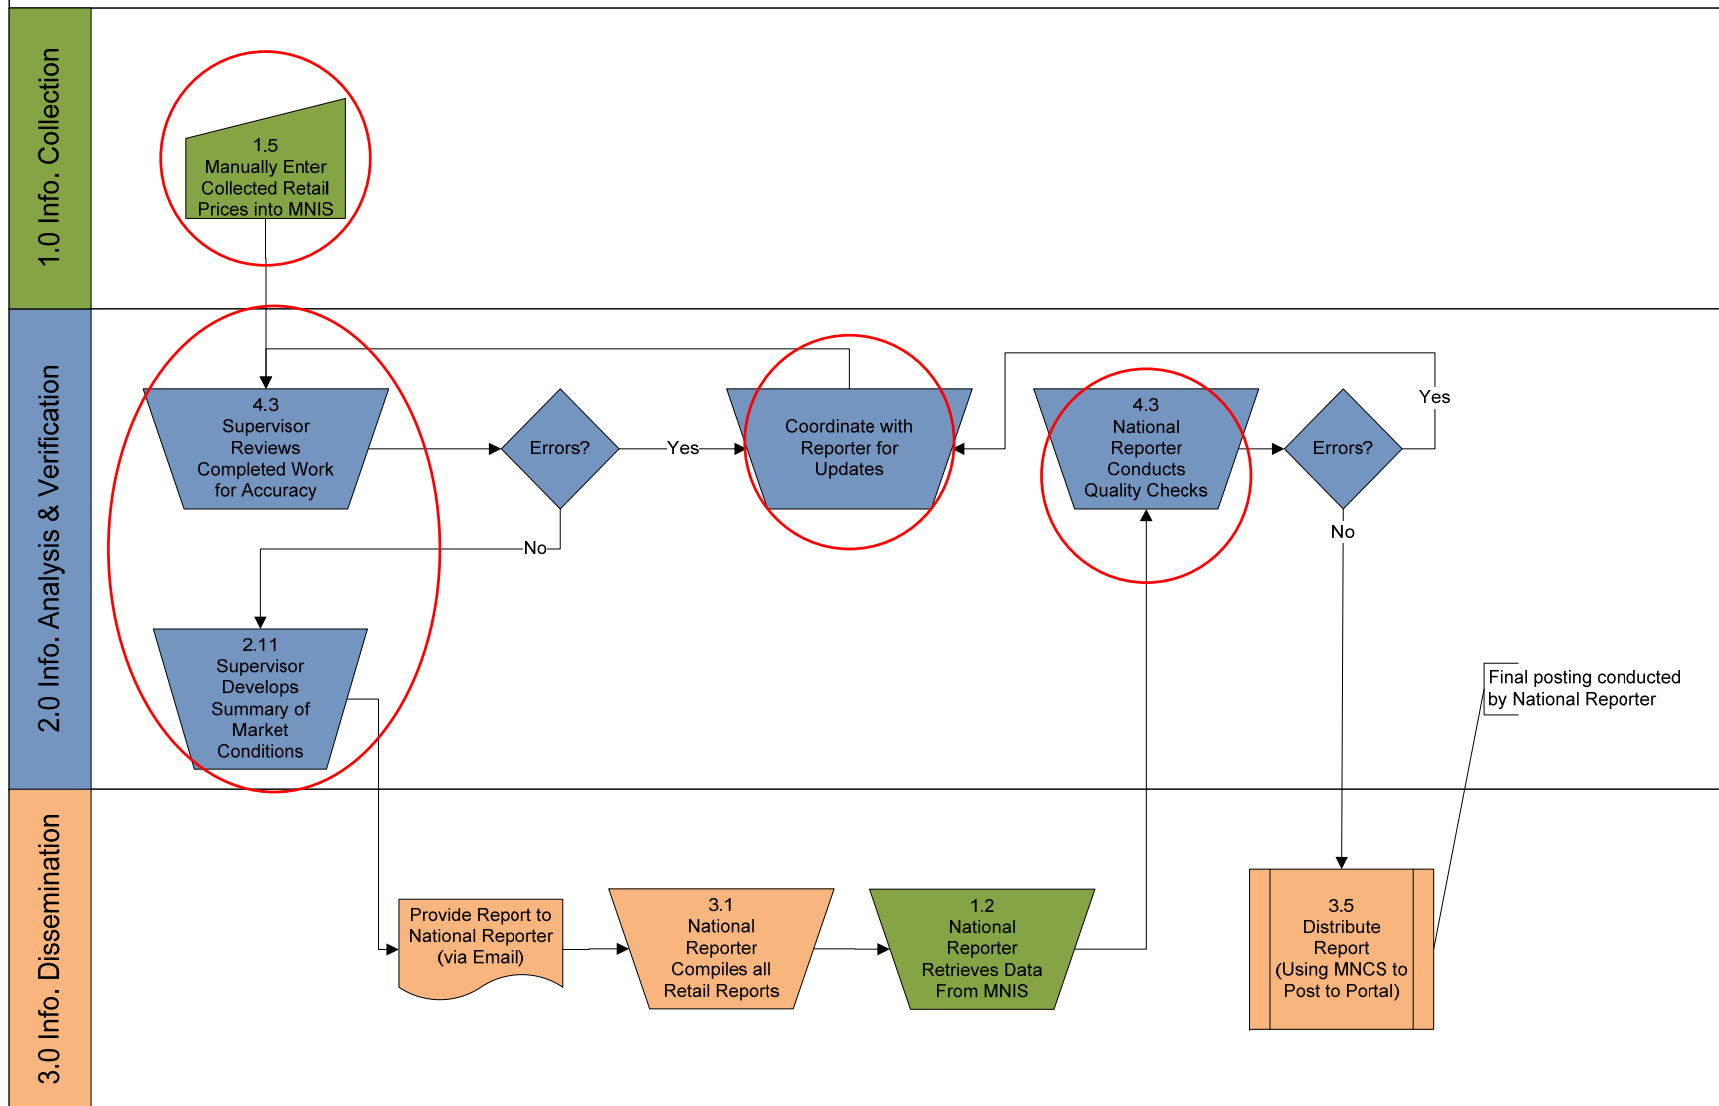 1.0 Info. Collection
1.5
Manually Enter
Collected Retail
Prices into MNIS
2.0 Info. Analysis & Verification
4.3
Supervisor
Reviews
Completed Work
for Accuracy
Errors?
Yes
No
Coordinate with
Reporter for
Updates
4.3
National
Reporter
Conducts
Quality Checks
Errors?
Yes
No
2.11
Supervisor
Develops
Summary of
Market
Conditions
Final posting conducted
by National Reporter
3.0 Info. Dissemination
Provide Report to
National Reporter
(via Email)
3.1
National
Reporter
Compiles all
Retail Reports
1.2
National
Reporter
Retrieves Data
From MNIS
3.5
Distribute
Report
(Using MNCS to
Post to Portal)